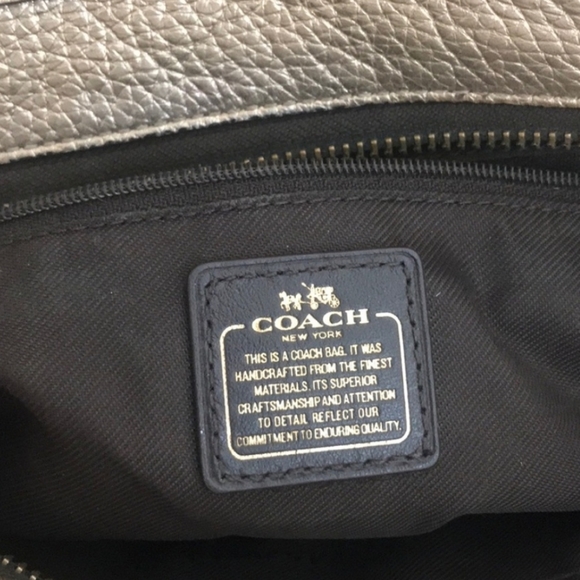 COACH
NEW YORK
THIS IS A COACH BAG. IT WAS
HANDCRAFTED FROM THE FINEST
MATERIALS. ITS SUPERIOR
CRAFTSMANSHIP AND ATTENTION
TO DETAIL REFLECT OUR
COMMITMENT TO ENDURING QUALITY.